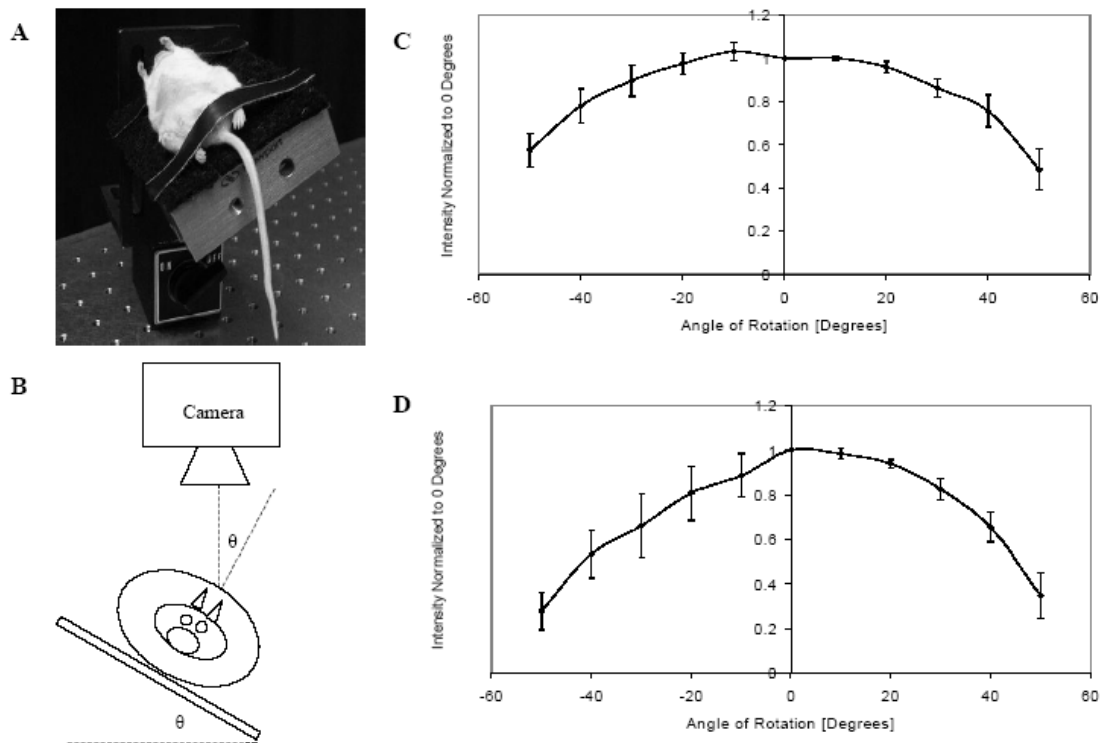 A
ON
OFF
B
Camera
θ
θ
C
Intensity Normalized to 0 Degrees
1.2
1
0.8
0.6
0.4
0.2
0
-60
-40
-20
0
20
40
60
Angle of Rotation [Degrees]
D
Intensity Normalized to 0 Degrees
1.2
1
0.8
0.6
0.4
0.2
0
-60
-40
-20
0
20
40
60
Angle of Rotation [Degrees]